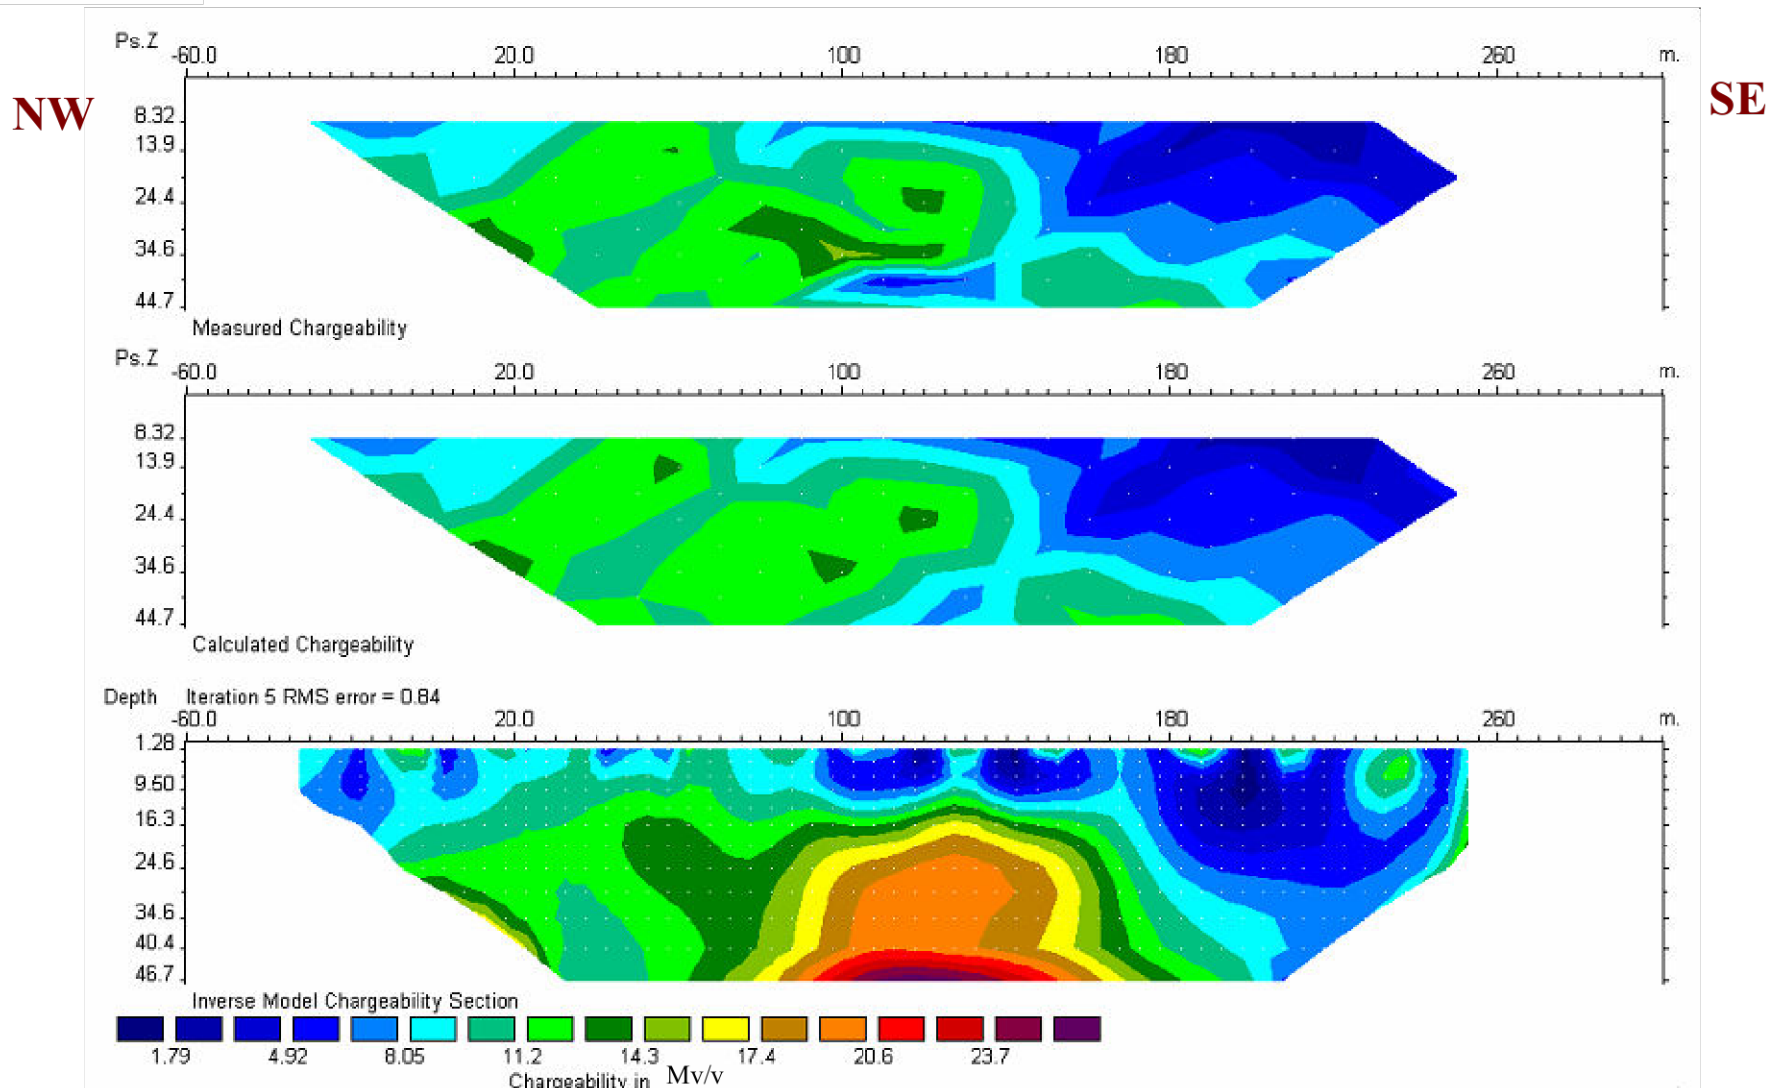 Ps.Z -60.0 20.0 100 180 260 m.
NW
SE
8.32
13.9
24.4
34.6
44.7
Measured Chargeability
Ps.Z -60.0 20.0 100 180 260 m.
8.32
13.9
24.4
34.6
44.7
Calculated Chargeability
Depth Iteration 5 RMS error = 0.84
-60.0 20.0 100 180 260 m.
1.28
9.50
16.3
24.6
34.6
40.4
46.7
Inverse Model Chargeability Section
1.79 4.92 8.05 11.2 14.3 17.4 20.6 23.7
Chargeability in Mv/v